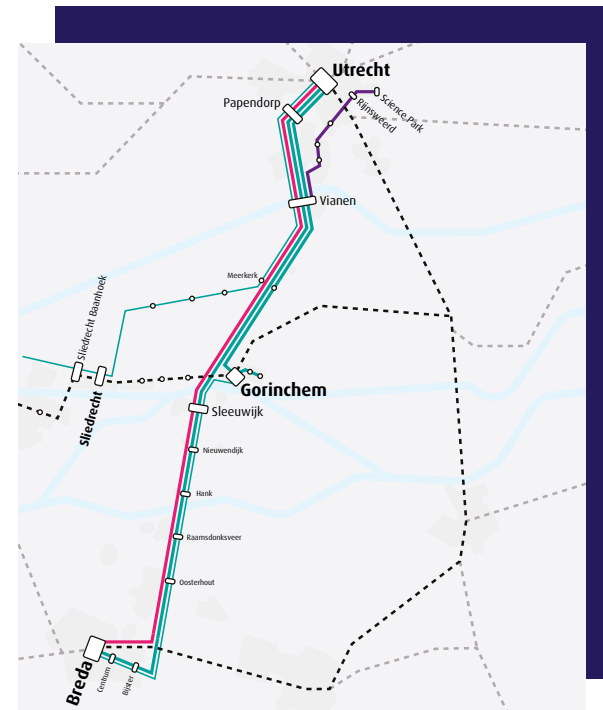 Utrecht
Papendorp
Science Park
Rijnsweerd
Vianen
Meerkerk
Sliedrecht Baanhoek
Gorinchem
Sliedrecht
Sleeuwijk
Nieuwendijk
Hank
Raamsdonksveer
Oosterhout
Breda
Centrum
Bijster